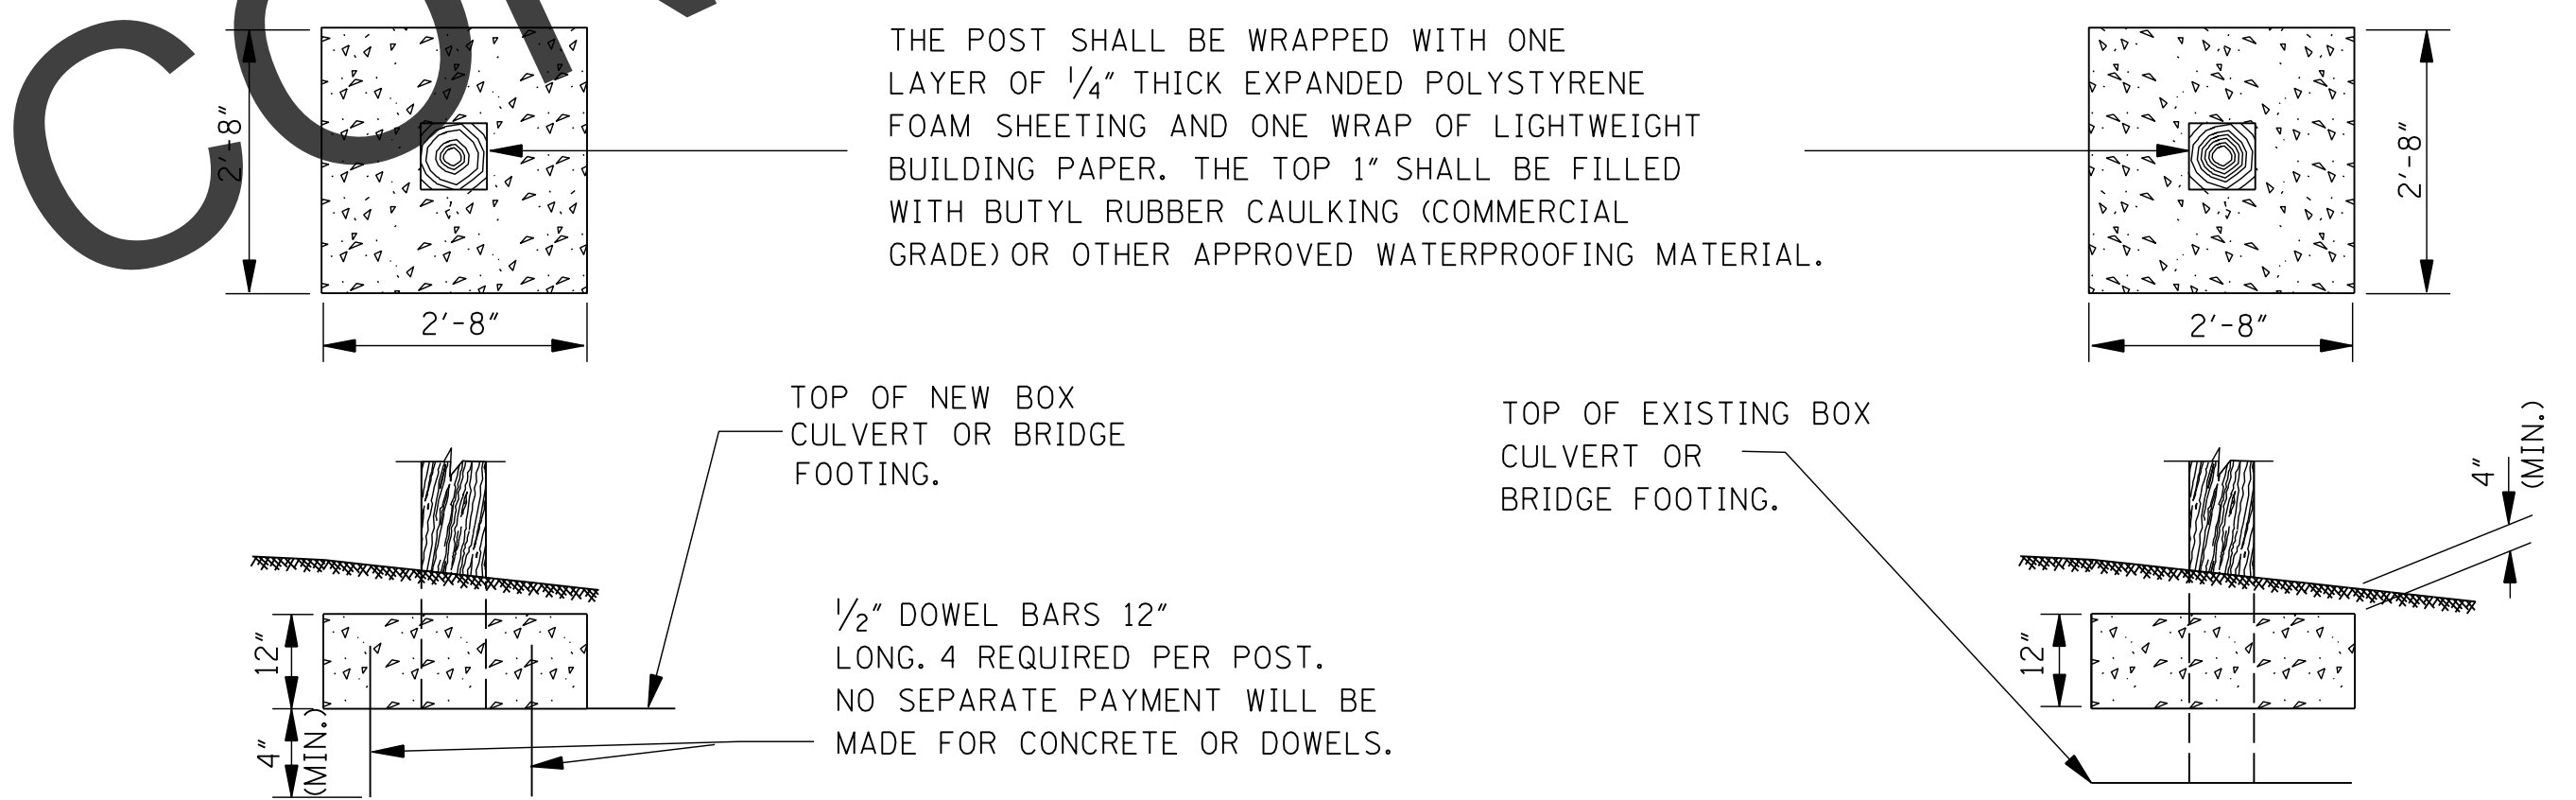 CON
2'-8"
2'-8"
THE POST SHALL BE WRAPPED WITH ONE
LAYER OF 1/4" THICK EXPANDED POLYSTYRENE
FOAM SHEETING AND ONE WRAP OF LIGHTWEIGHT
BUILDING PAPER. THE TOP 1" SHALL BE FILLED
WITH BUTYL RUBBER CAULKING (COMMERCIAL
GRADE) OR OTHER APPROVED WATERPROOFING MATERIAL.
2'-8"
2'-8"
TOP OF NEW BOX
CULVERT OR BRIDGE
FOOTING.
12"
4"
(MIN.)
1/2" DOWEL BARS 12"
LONG. 4 REQUIRED PER POST.
NO SEPARATE PAYMENT WILL BE
MADE FOR CONCRETE OR DOWELS.
TOP OF EXISTING BOX
CULVERT OR
BRIDGE FOOTING.
4"
(MIN.)
12"